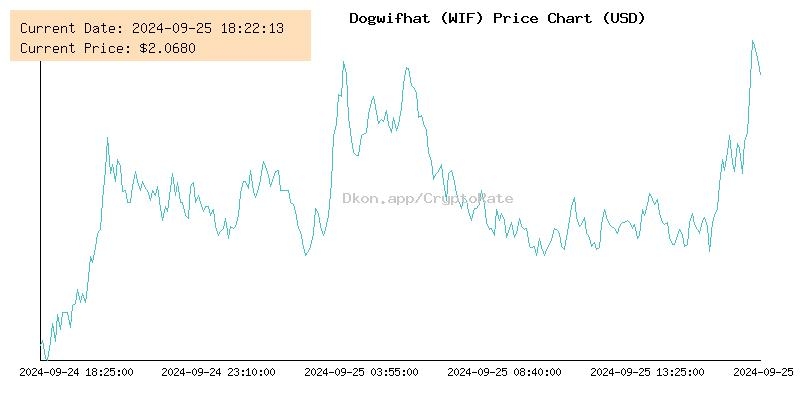 Dogwifhat (WIF) Price Chart (USD)
Current Date: 2024-09-25 18:22:13
Current Price: $2.0680
Dkon.app/CryptoRate
2024-09-24 18:25:00
2024-09-24 23:10:00
2024-09-25 03:55:00
2024-09-25 08:40:00
2024-09-25 13:25:00
2024-09-25